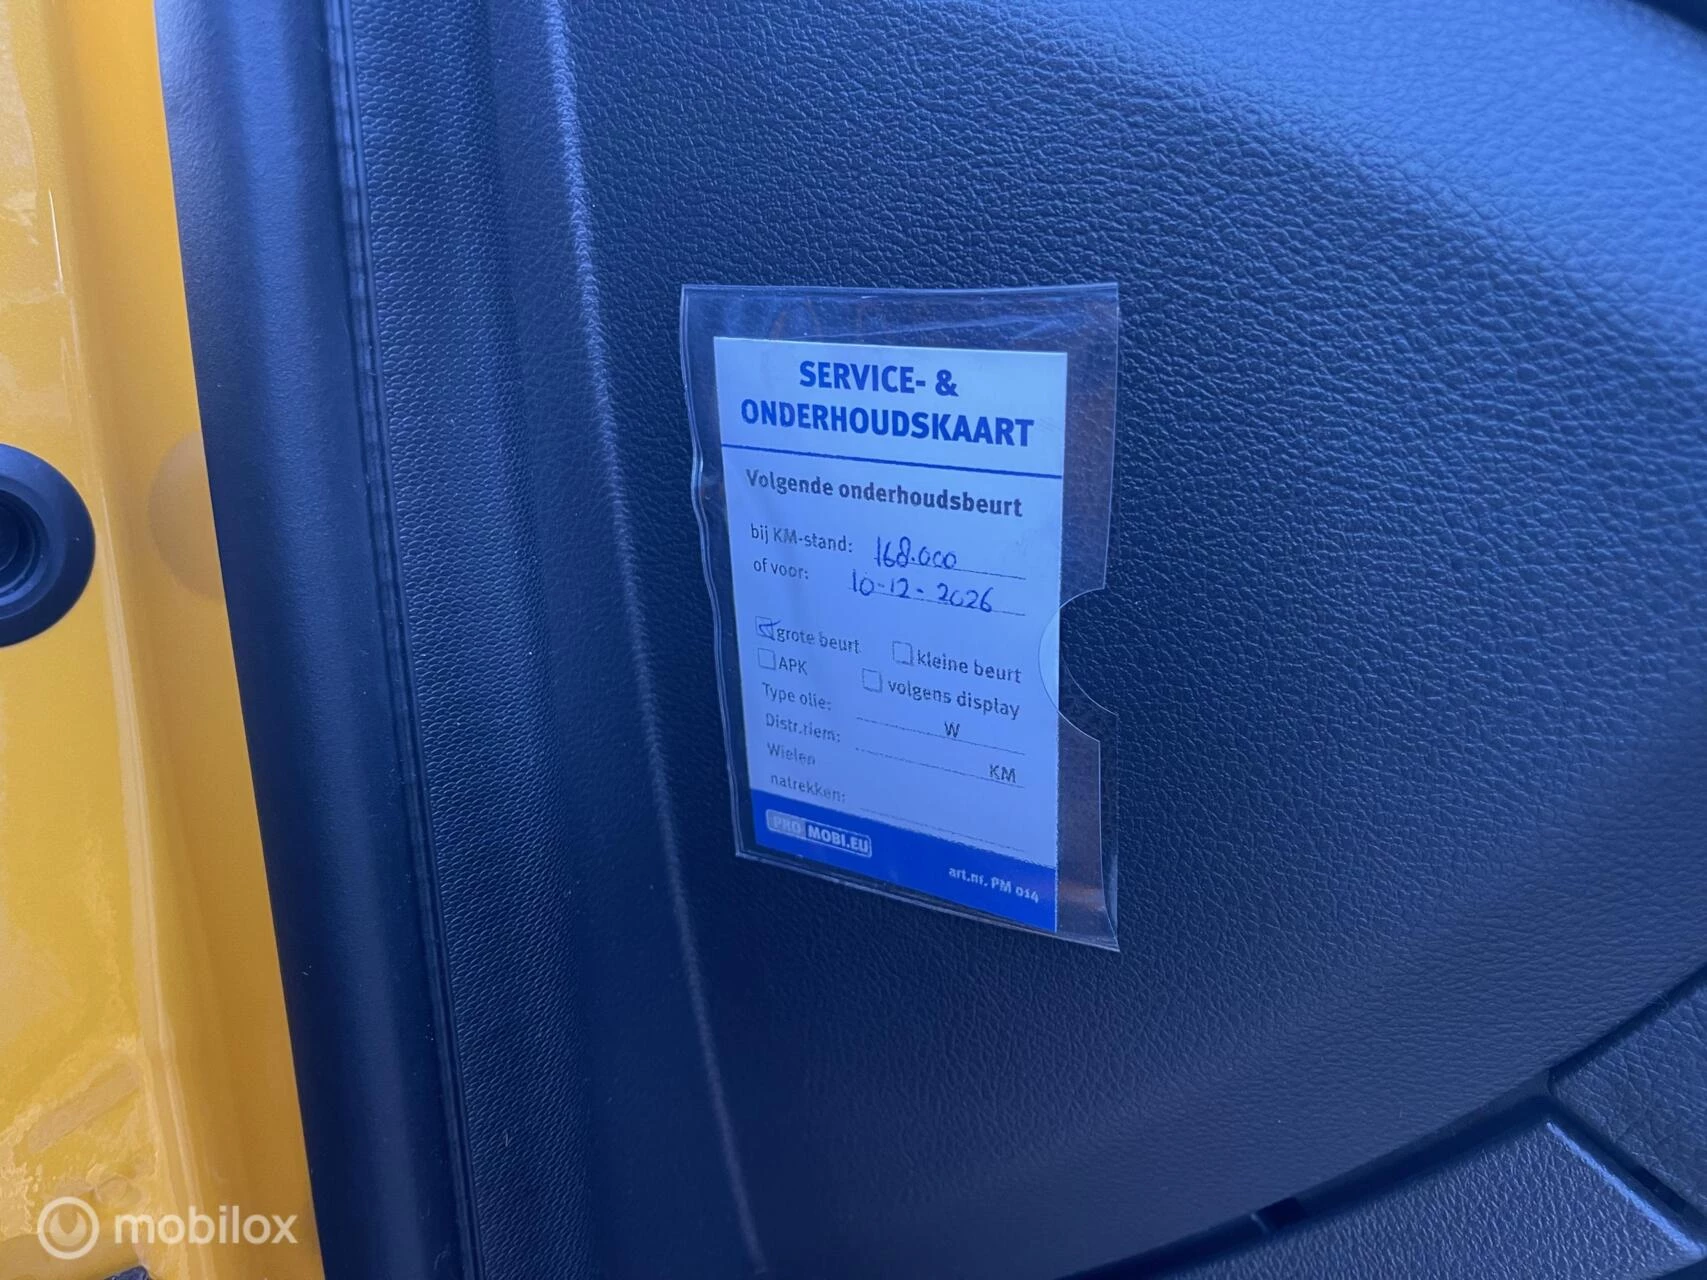 SERVICE- &
ONDERHOUDSKAART
Volgende onderhoudsbeurt
bij KM-stand: 168.000
of voor: 10-12-2026
grote beurt kleine beurt
APK volgens display
Type olie: W
Distr.riem: KM
Wielen
natrekken:
PRO MOBI.EU
art.nr. PM 014
mobilox